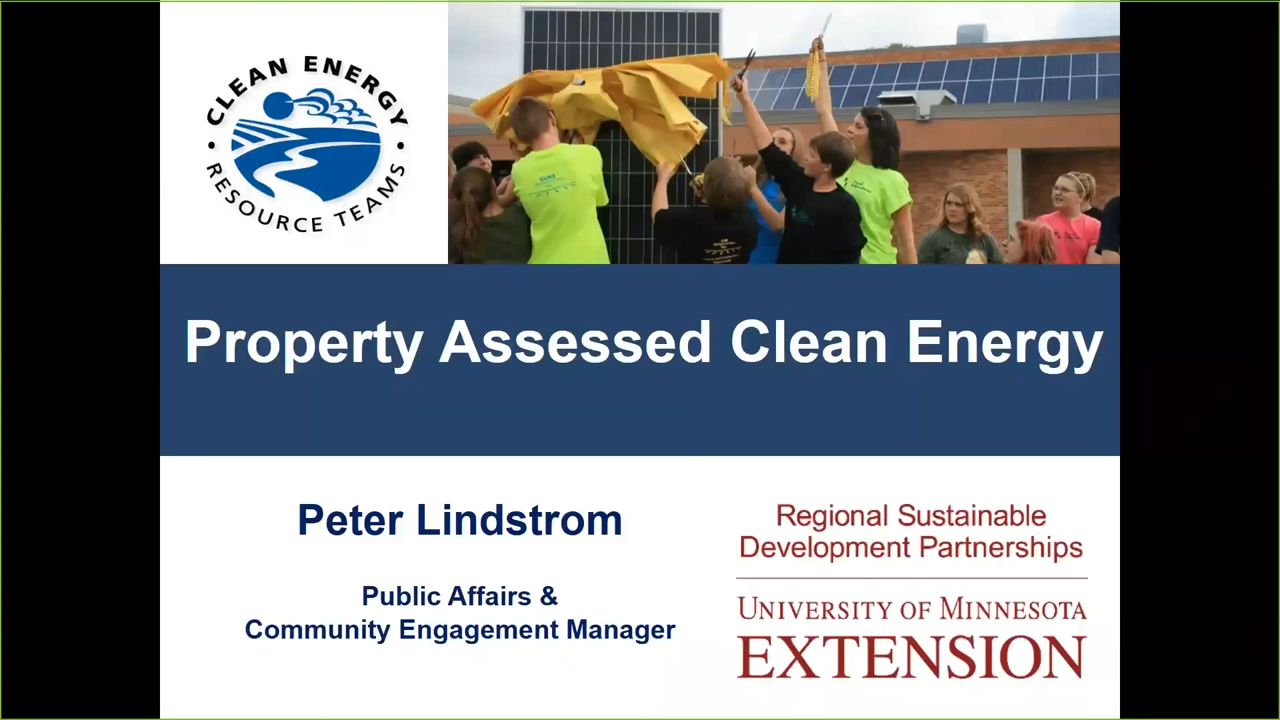 CLEAN ENERGY
• RESOURCE TEAMS •
Property Assessed Clean Energy
Peter Lindstrom
Public Affairs &
Community Engagement Manager
Regional Sustainable
Development Partnerships
UNIVERSITY OF MINNESOTA
EXTENSION